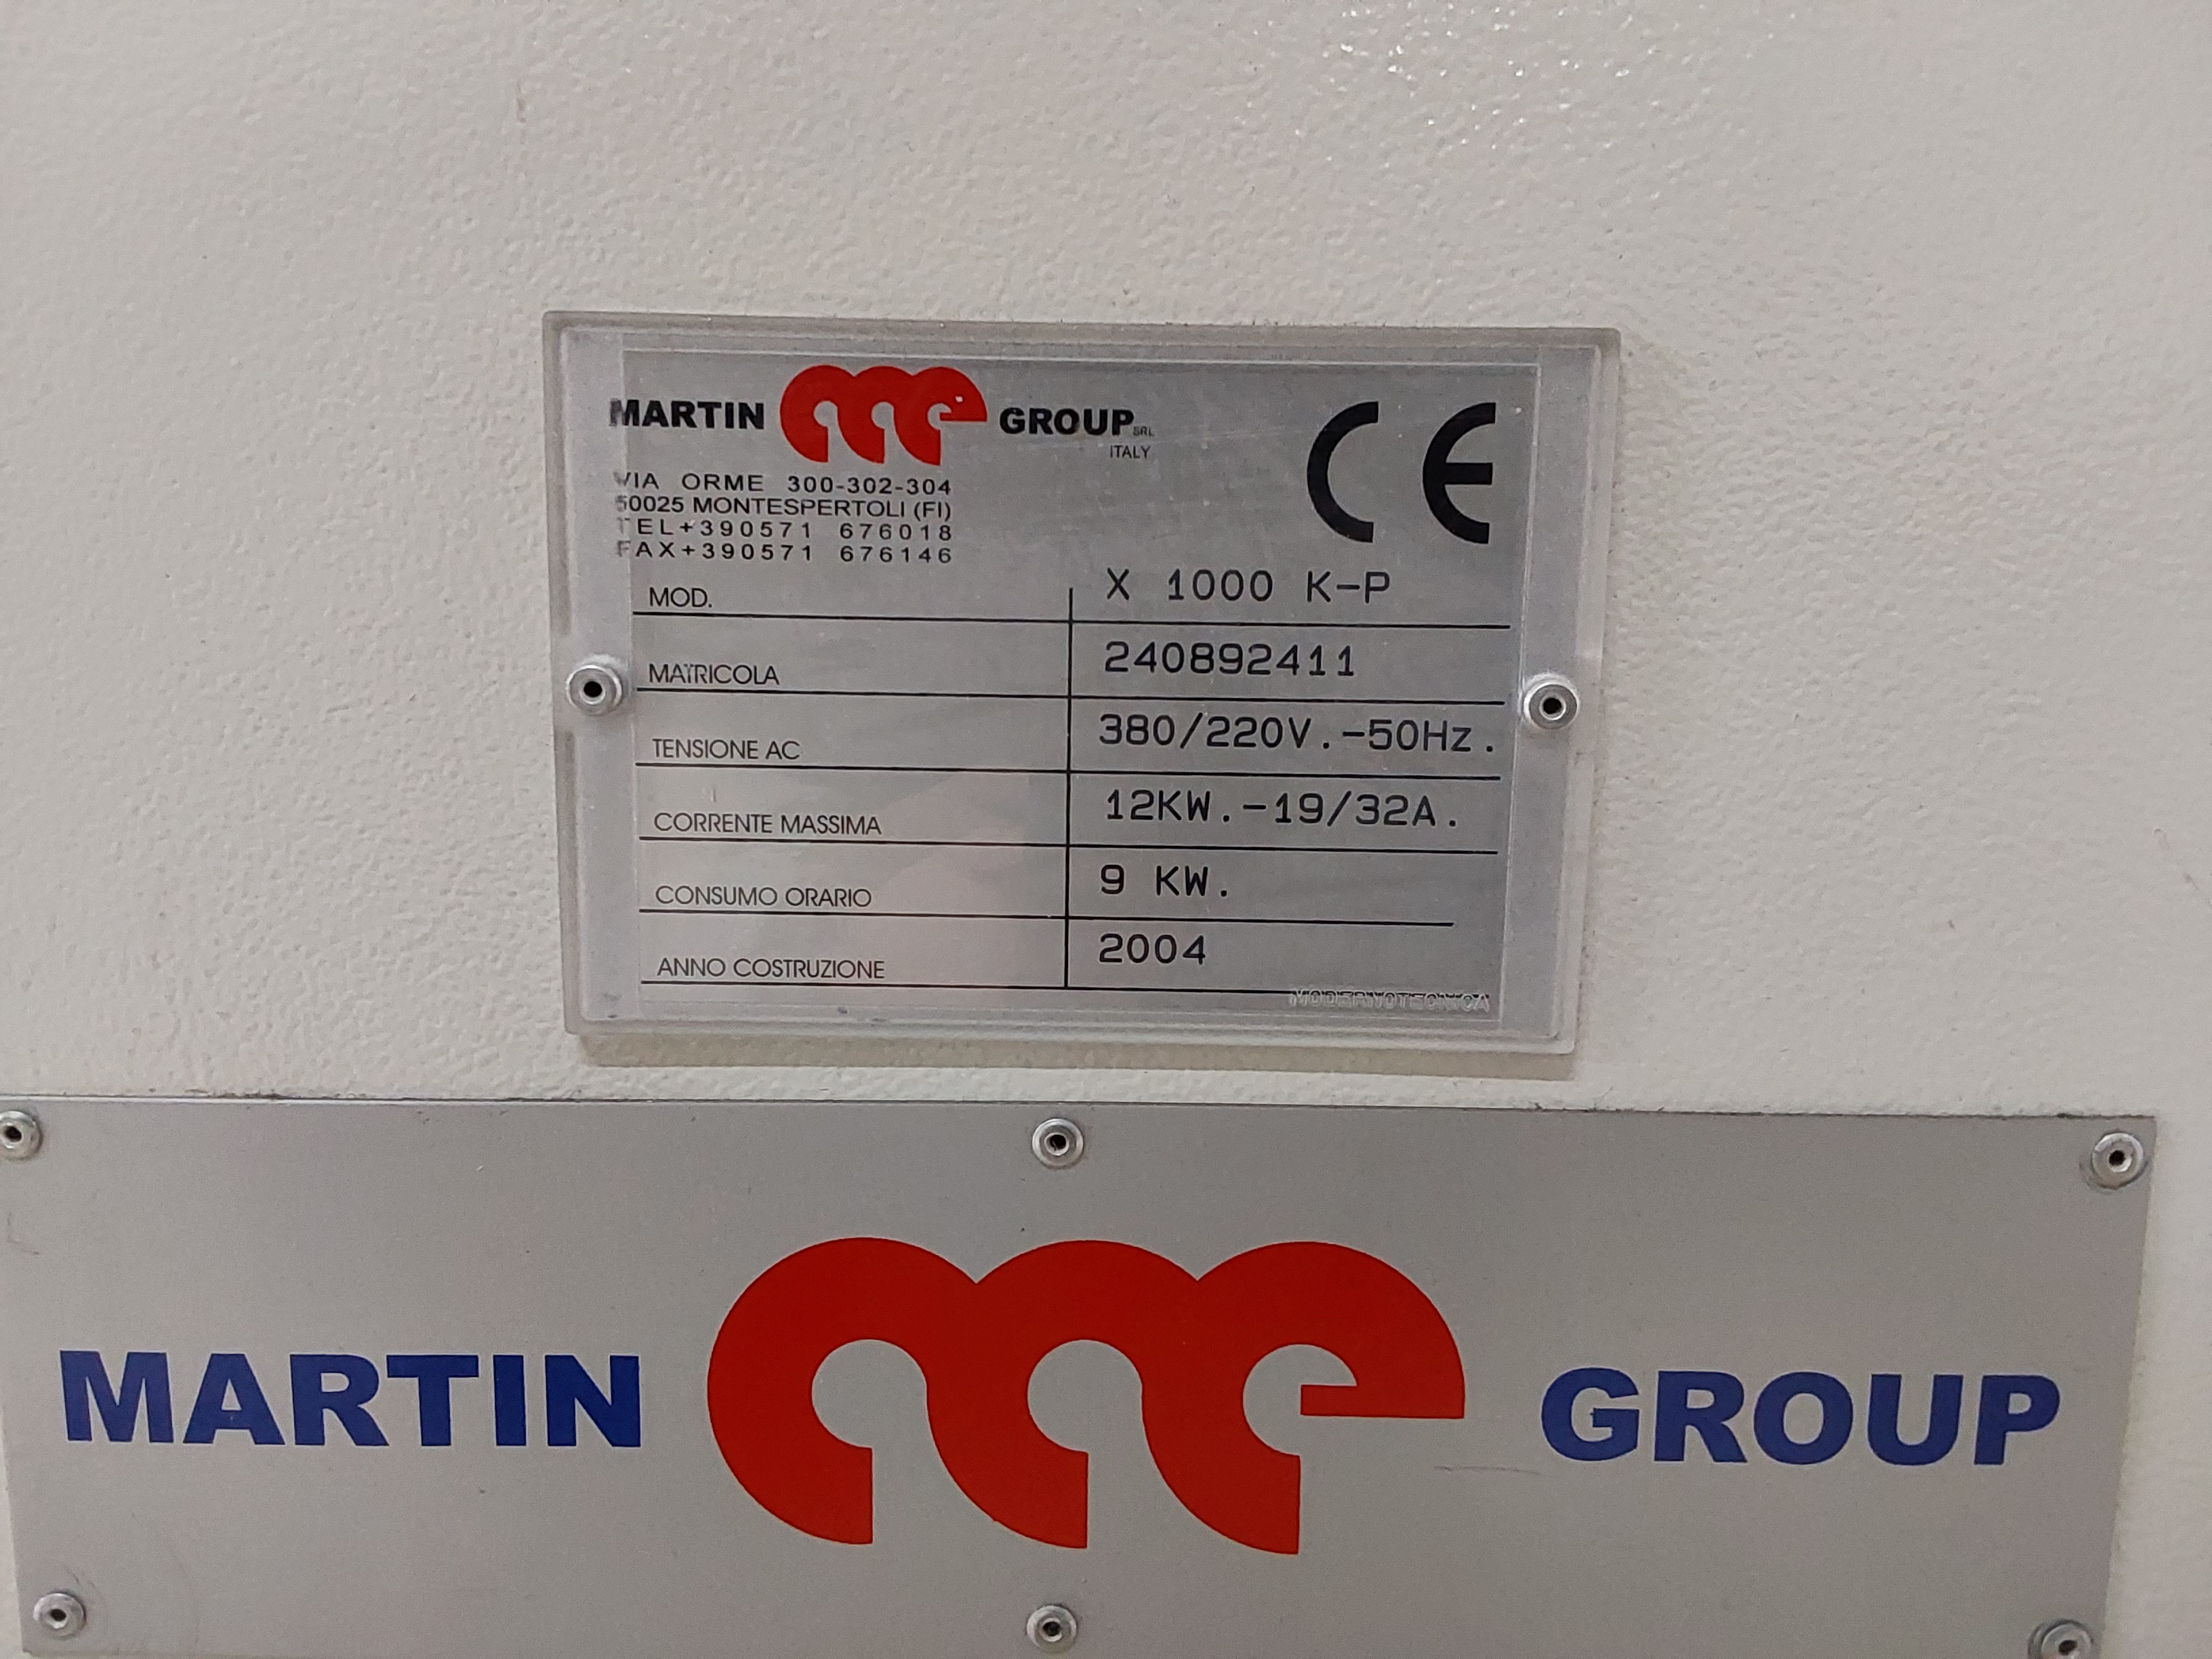 MARTIN GROUP SRL
ITALY
CE
VIA ORME 300-302-304
50025 MONTESPERTOLI (FI)
TEL+390571 676018
FAX+390571 676146
MOD. X 1000 K-P
MATRICOLA 240892411
TENSIONE AC 380/220V.-50Hz.
CORRENTE MASSIMA 12KW.-19/32A.
CONSUMO ORARIO 9 KW.
ANNO COSTRUZIONE 2004
MODERNOTECNICA
MARTIN GROUP